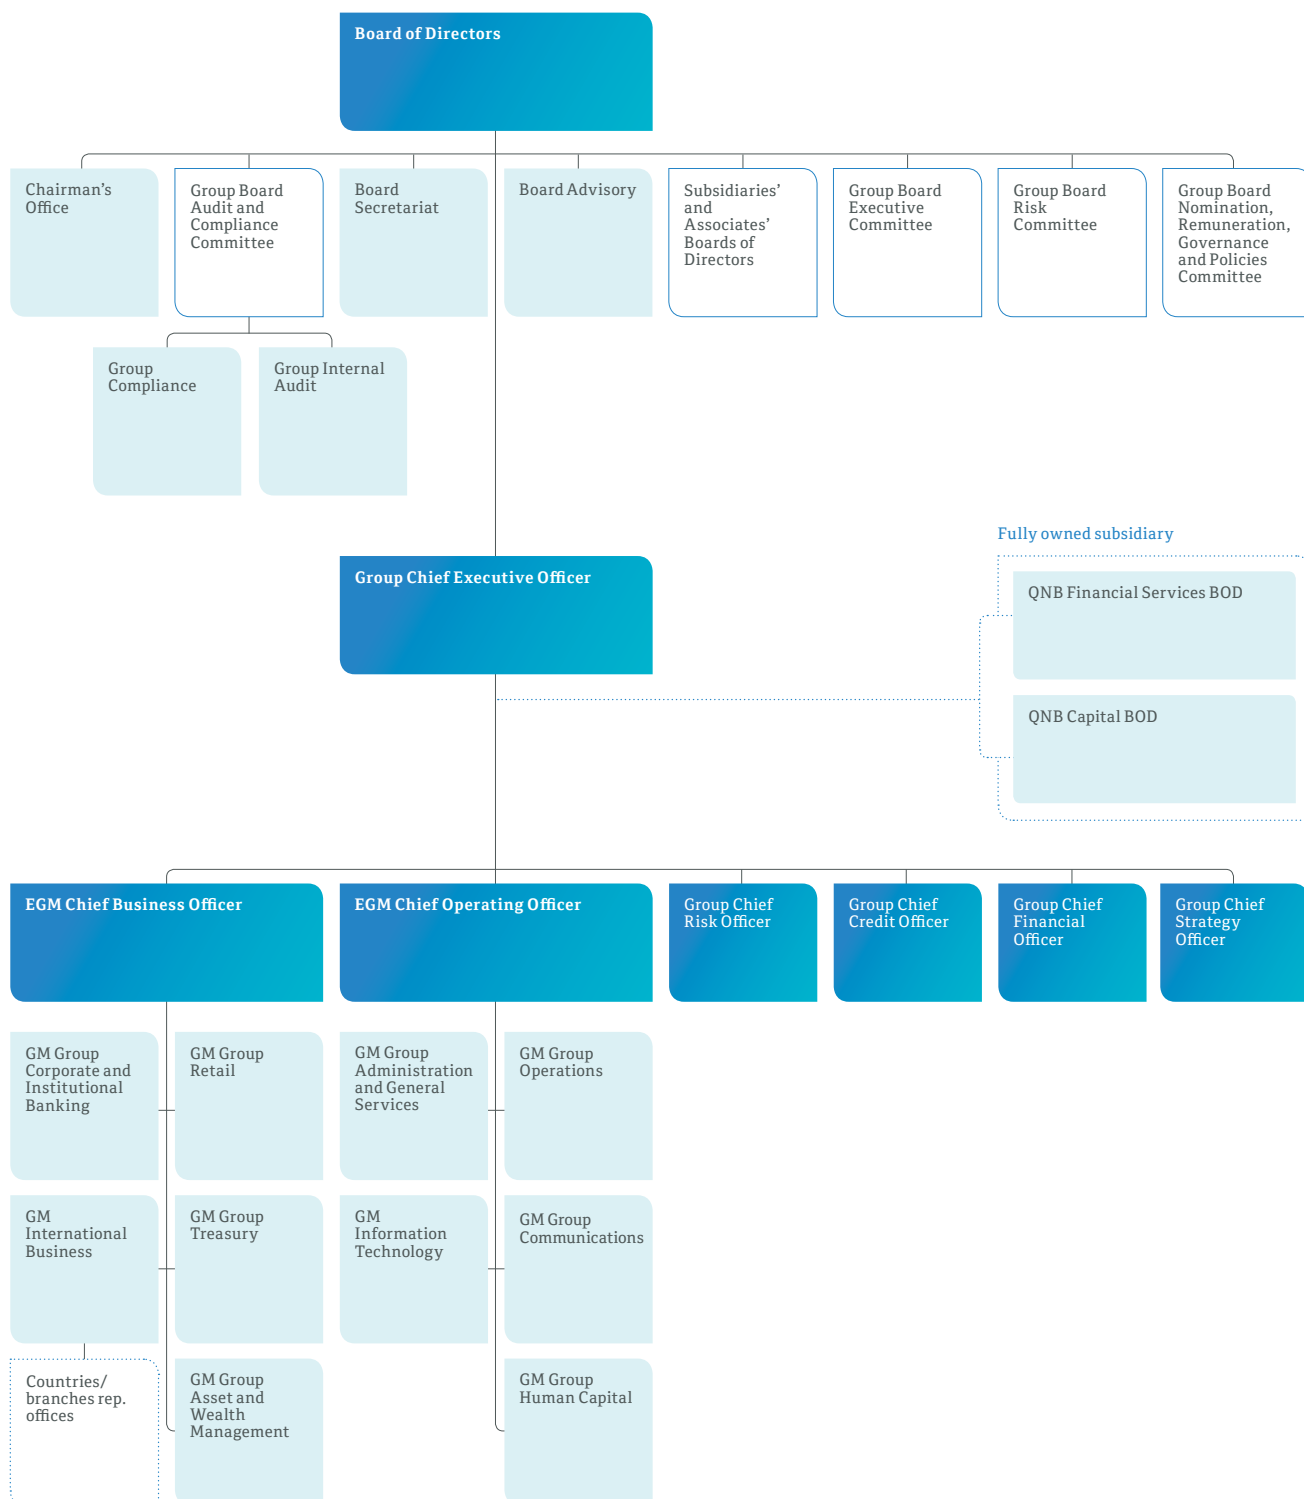 Board of Directors
Chairman’s
Office
Group Board
Audit and
Compliance
Committee
Board
Secretariat
Board Advisory
Subsidiaries’
and
Associates’
Boards of
Directors
Group Board
Executive
Committee
Group Board
Risk
Committee
Group Board
Nomination,
Remuneration,
Governance
and Policies
Committee
Group
Compliance
Group Internal
Audit
Group Chief Executive Officer
Fully owned subsidiary
QNB Financial Services BOD
QNB Capital BOD
EGM Chief Business Officer
EGM Chief Operating Officer
Group Chief
Risk Officer
Group Chief
Credit Officer
Group Chief
Financial
Officer
Group Chief
Strategy
Officer
GM Group
Corporate and
Institutional
Banking
GM Group
Retail
GM Group
Administration
and General
Services
GM Group
Operations
GM
International
Business
GM Group
Treasury
GM
Information
Technology
GM Group
Communications
Countries/
branches rep.
offices
GM Group
Asset and
Wealth
Management
GM Group
Human Capital